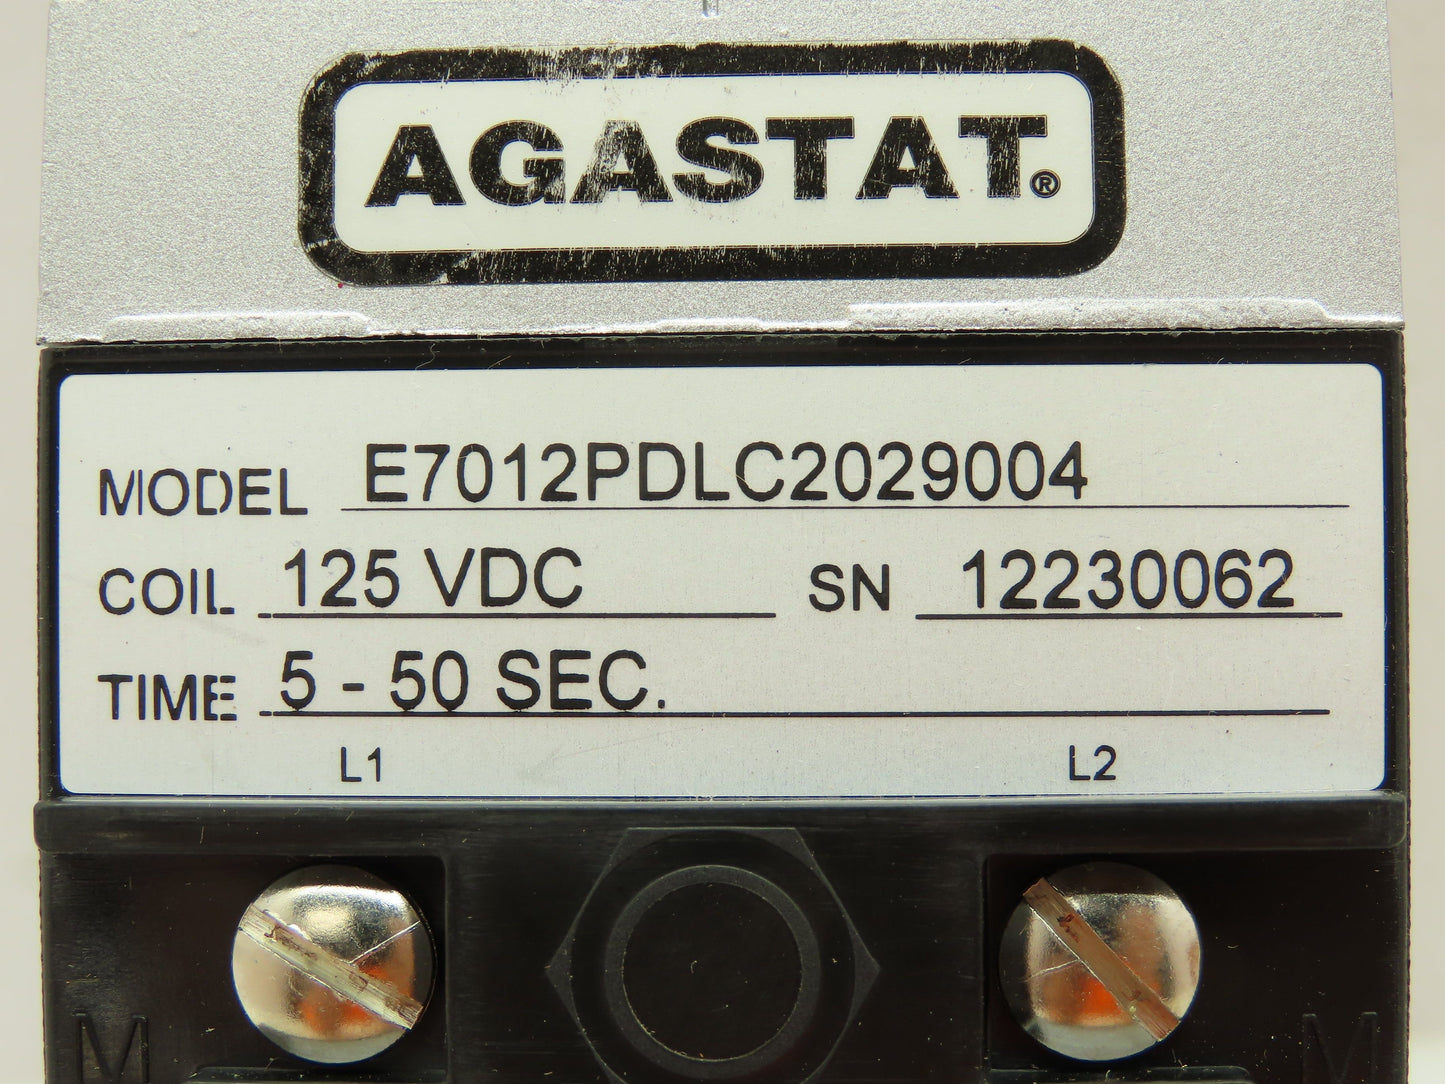 AGASTAT®
MODEL E7012PDLC2029004
COIL 125 VDC SN 12230062
TIME 5 - 50 SEC.
L1 L2
M M